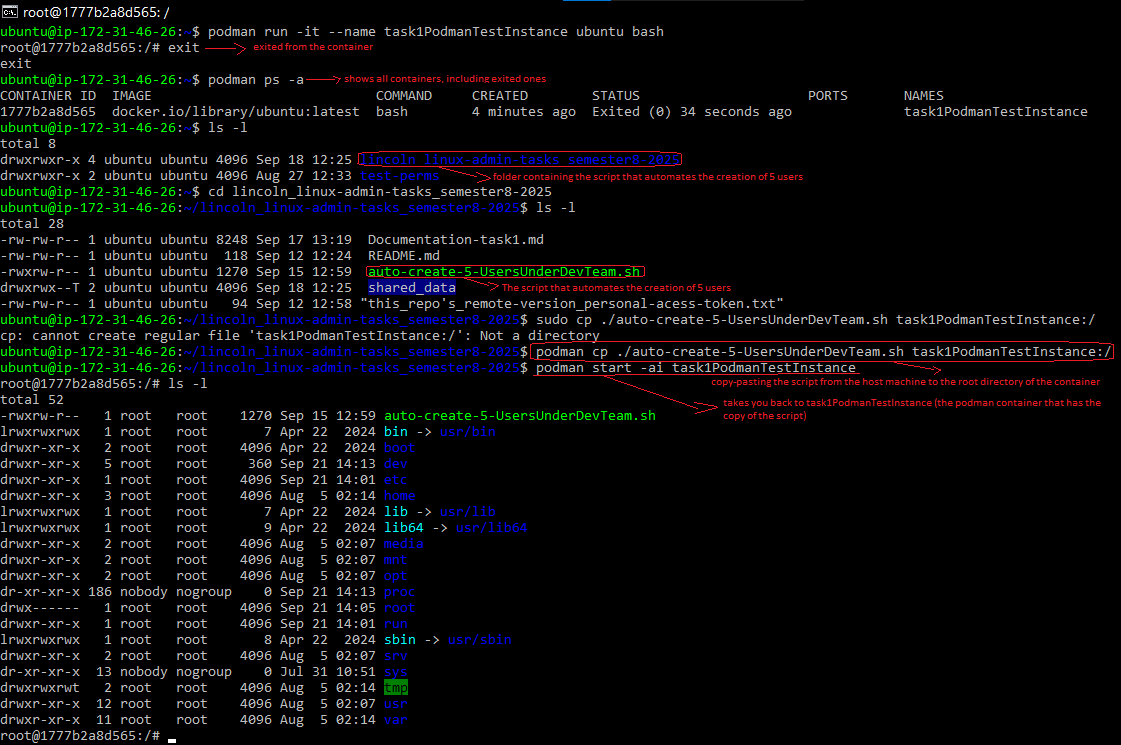 root@1777b2a8d565: /
ubuntu@ip-172-31-46-26:~$ podman run -it --name task1PodmanTestInstance ubuntu bash
root@1777b2a8d565:/# exit exited from the container
exit
ubuntu@ip-172-31-46-26:~$ podman ps -a shows all containers, including exited ones
CONTAINER ID  IMAGE                            COMMAND     CREATED        STATUS                     PORTS       NAMES
1777b2a8d565  docker.io/library/ubuntu:latest  bash        4 minutes ago  Exited (0) 34 seconds ago              task1PodmanTestInstance
ubuntu@ip-172-31-46-26:~$ ls -l
total 8
drwxrwxr-x 4 ubuntu ubuntu 4096 Sep 18 12:25 lincoln_linux-admin-tasks_semester8-2025
drwxrwxr-x 2 ubuntu ubuntu 4096 Aug 27 12:33 test-perms folder containing the script that automates the creation of 5 users
ubuntu@ip-172-31-46-26:~$ cd lincoln_linux-admin-tasks_semester8-2025
ubuntu@ip-172-31-46-26:~/lincoln_linux-admin-tasks_semester8-2025$ ls -l
total 28
-rw-rw-r-- 1 ubuntu ubuntu 8248 Sep 17 13:19  Documentation-task1.md
-rw-rw-r-- 1 ubuntu ubuntu  118 Sep 12 12:24  README.md
-rwxrw-r-- 1 ubuntu ubuntu 1270 Sep 15 12:59  auto-create-5-UsersUnderDevTeam.sh
drwxrwx--T 2 ubuntu ubuntu 4096 Sep 18 12:25  shared_data The script that automates the creation of 5 users
-rw-rw-r-- 1 ubuntu ubuntu   94 Sep 12 12:58 "this_repo's_remote-version_personal-acess-token.txt"
ubuntu@ip-172-31-46-26:~/lincoln_linux-admin-tasks_semester8-2025$ sudo cp ./auto-create-5-UsersUnderDevTeam.sh task1PodmanTestInstance:/
cp: cannot create regular file 'task1PodmanTestInstance:/': Not a directory
ubuntu@ip-172-31-46-26:~/lincoln_linux-admin-tasks_semester8-2025$ podman cp ./auto-create-5-UsersUnderDevTeam.sh task1PodmanTestInstance:/
ubuntu@ip-172-31-46-26:~/lincoln_linux-admin-tasks_semester8-2025$ podman start -ai task1PodmanTestInstance
copy-pasting the script from the host machine to the root directory of the container
root@1777b2a8d565:/# ls -l
total 52
takes you back to task1PodmanTestInstance (the podman container that has the
copy of the script)
-rwxrw-r--   1 root   root    1270 Sep 15 12:59 auto-create-5-UsersUnderDevTeam.sh
lrwxrwxrwx   1 root   root       7 Apr 22  2024 bin -> usr/bin
drwxr-xr-x   2 root   root    4096 Apr 22  2024 boot
drwxr-xr-x   5 root   root     360 Sep 21 14:13 dev
drwxr-xr-x   1 root   root    4096 Sep 21 14:01 etc
drwxr-xr-x   3 root   root    4096 Aug  5 02:14 home
lrwxrwxrwx   1 root   root       7 Apr 22  2024 lib -> usr/lib
lrwxrwxrwx   1 root   root       9 Apr 22  2024 lib64 -> usr/lib64
drwxr-xr-x   2 root   root    4096 Aug  5 02:07 media
drwxr-xr-x   2 root   root    4096 Aug  5 02:07 mnt
drwxr-xr-x   2 root   root    4096 Aug  5 02:07 opt
dr-xr-xr-x 186 nobody nogroup    0 Sep 21 14:13 proc
drwx------   1 root   root    4096 Sep 21 14:05 root
drwxr-xr-x   1 root   root    4096 Sep 21 14:01 run
lrwxrwxrwx   1 root   root       8 Apr 22  2024 sbin -> usr/sbin
drwxr-xr-x   2 root   root    4096 Aug  5 02:07 srv
dr-xr-xr-x  13 nobody nogroup    0 Jul 31 10:51 sys
drwxrwxrwt   2 root   root    4096 Aug  5 02:14 tmp
drwxr-xr-x  12 root   root    4096 Aug  5 02:07 usr
drwxr-xr-x  11 root   root    4096 Aug  5 02:14 var
root@1777b2a8d565:/#